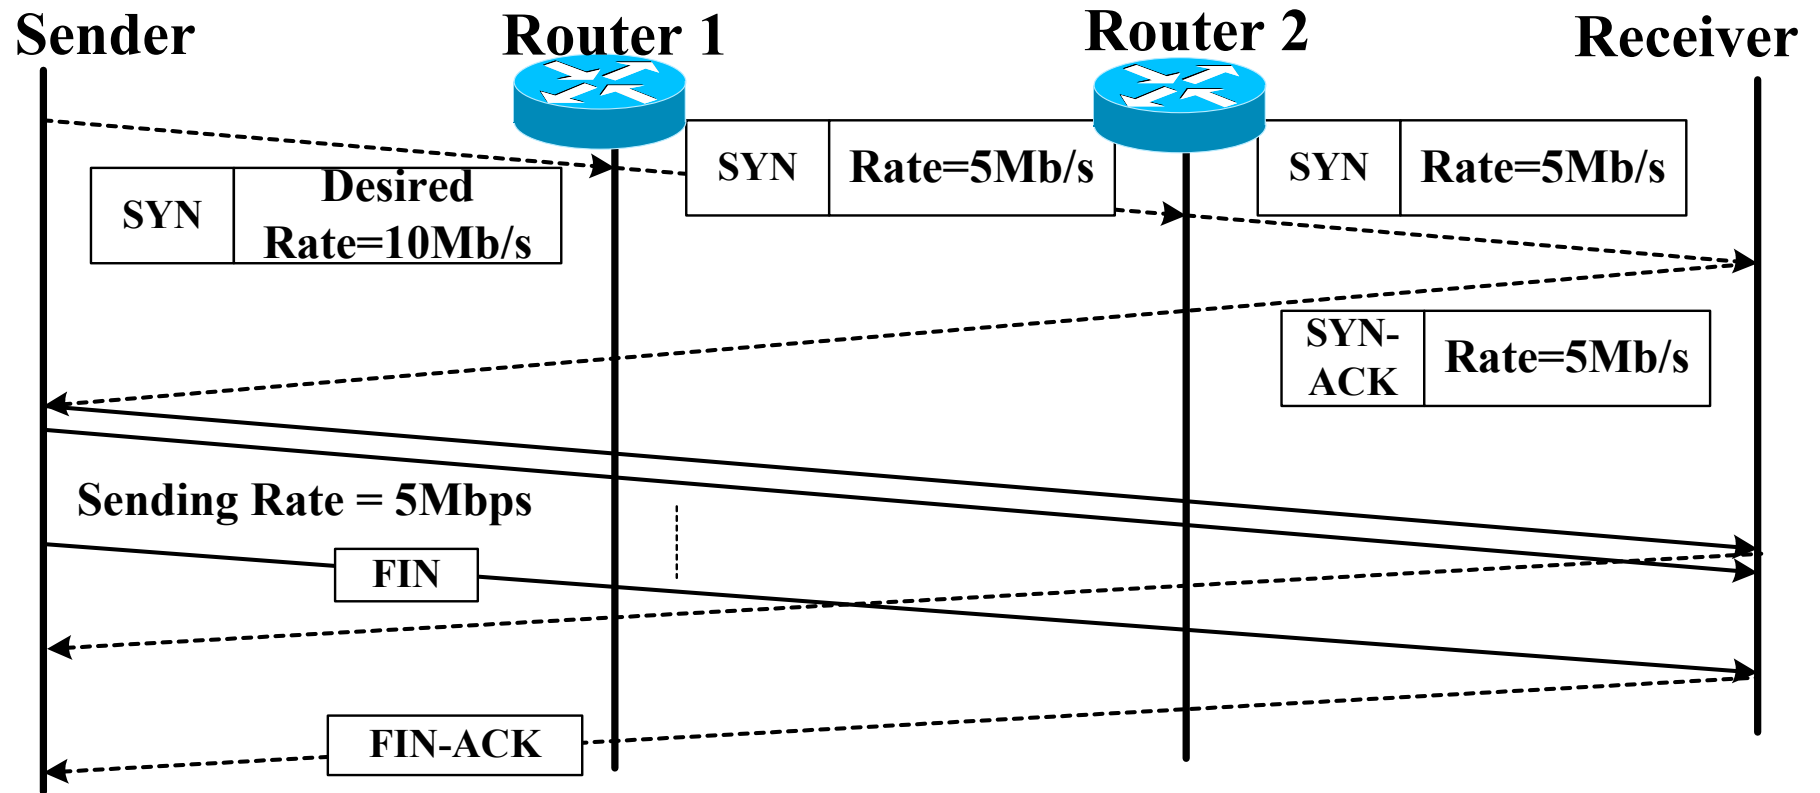 Sender
Router 1
Router 2
Receiver
SYN
Desired
Rate=10Mb/s
SYN
Rate=5Mb/s
SYN
Rate=5Mb/s
SYN-
ACK
Rate=5Mb/s
Sending Rate = 5Mbps
FIN
FIN-ACK